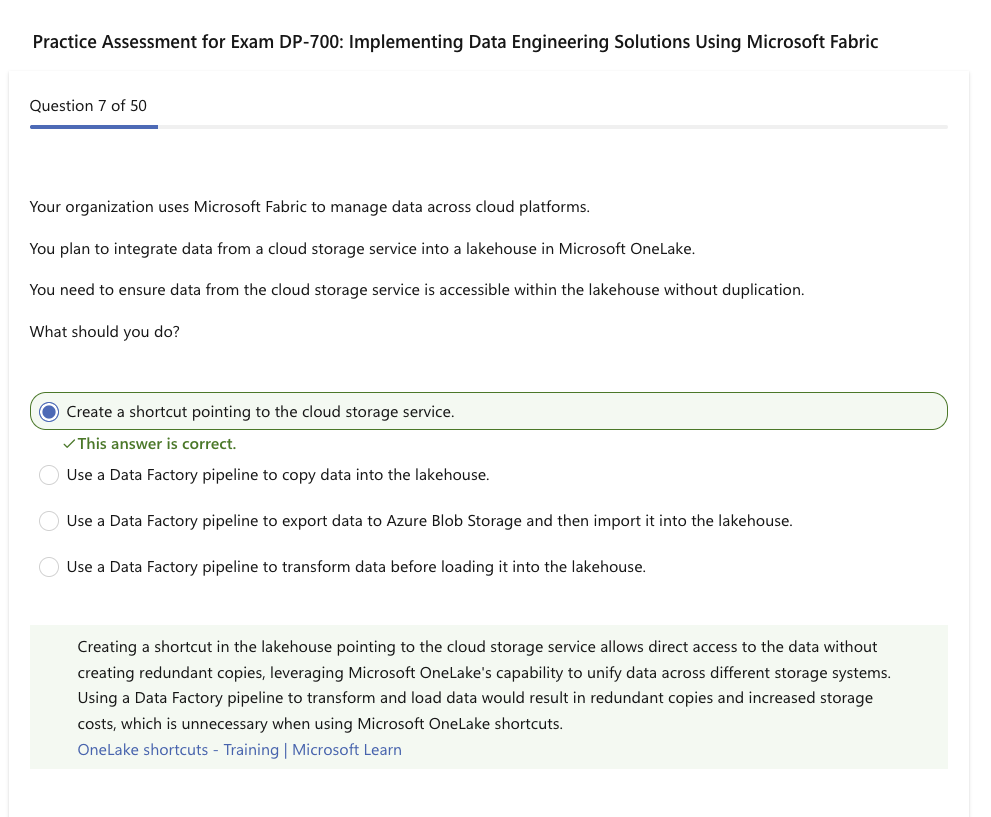 Practice Assessment for Exam DP-700: Implementing Data Engineering Solutions Using Microsoft Fabric
Question 7 of 50
Your organization uses Microsoft Fabric to manage data across cloud platforms.
You plan to integrate data from a cloud storage service into a lakehouse in Microsoft OneLake.
You need to ensure data from the cloud storage service is accessible within the lakehouse without duplication.
What should you do?
Create a shortcut pointing to the cloud storage service.
✓This answer is correct.
Use a Data Factory pipeline to copy data into the lakehouse.
Use a Data Factory pipeline to export data to Azure Blob Storage and then import it into the lakehouse.
Use a Data Factory pipeline to transform data before loading it into the lakehouse.
Creating a shortcut in the lakehouse pointing to the cloud storage service allows direct access to the data without
creating redundant copies, leveraging Microsoft OneLake's capability to unify data across different storage systems.
Using a Data Factory pipeline to transform and load data would result in redundant copies and increased storage
costs, which is unnecessary when using Microsoft OneLake shortcuts.
OneLake shortcuts - Training | Microsoft Learn